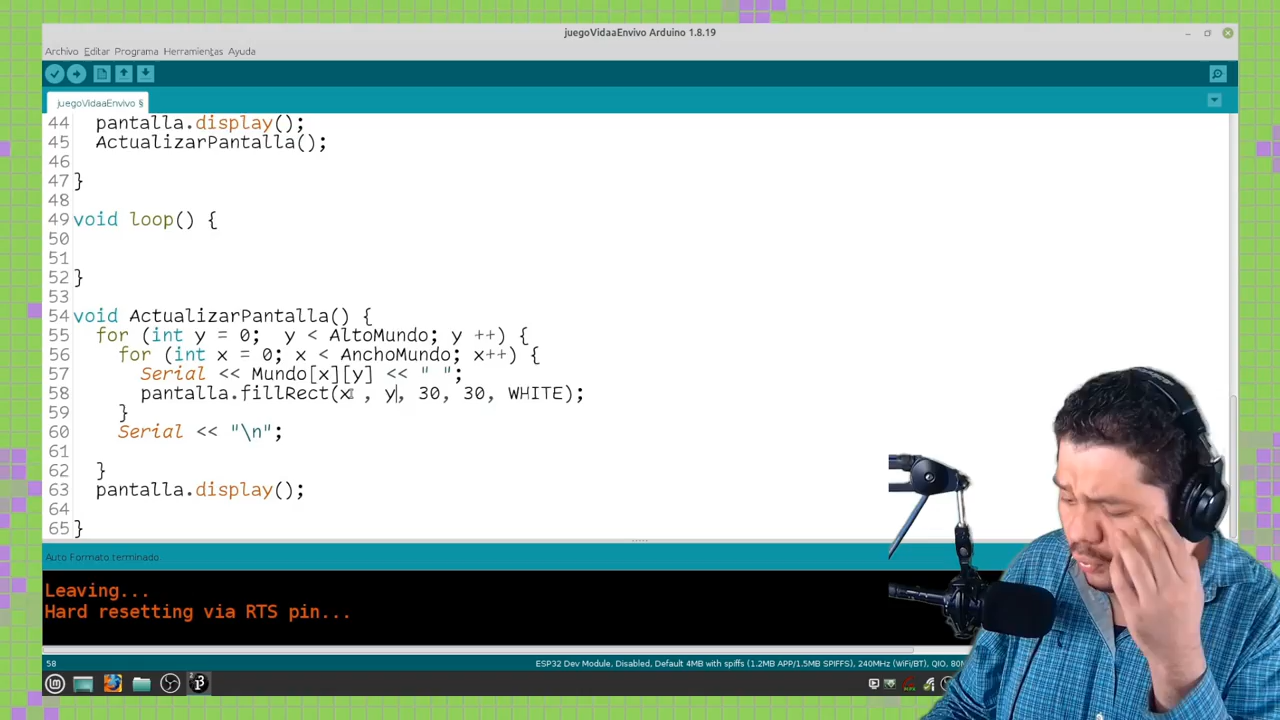 juegoVidaaEnvivo Arduino 1.8.19
Archivo Editar Programa Herramientas Ayuda
juegoVidaaEnvivo §
44 pantalla.display();
45 ActualizarPantalla();
46
47 }
48
49 void loop() {
50
51
52 }
53
54 void ActualizarPantalla() {
55 for (int y = 0; y < AltoMundo; y ++) {
56 for (int x = 0; x < AnchoMundo; x++) {
57 Serial << Mundo[x][y] << " ";
58 pantalla.fillRect(x , y, 30, 30, WHITE);
59 }
60 Serial << "\n";
61
62 }
63 pantalla.display();
64
65 }
Auto Formato terminado
Leaving...
Hard resetting via RTS pin...
58
ESP32 Dev Module, Disabled, Default 4MB with spiffs (1.2MB APP/1.5MB SPIFFS), 240MHz (WiFi/BT), QIO,